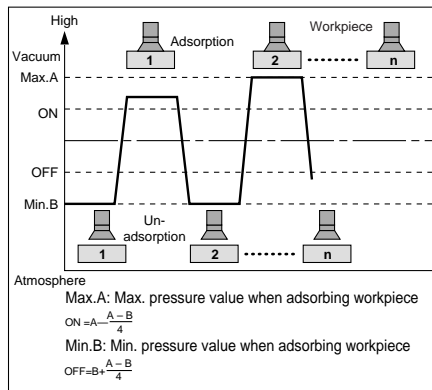 High
Adsorption
Workpiece
Vacuum
1
2
n
Max.A
ON
OFF
Min.B
Un-
adsorption
1
2
n
Atmosphere
Max.A: Max. pressure value when adsorbing workpiece
ON =A—A – B/4
Min.B: Min. pressure value when adsorbing workpiece
OFF=B+A – B/4